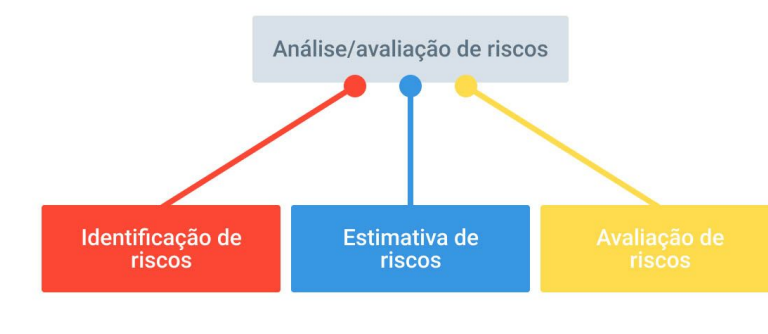 Análise/avaliação de riscos
Identificação de
riscos
Estimativa de
riscos
Avaliação de
riscos